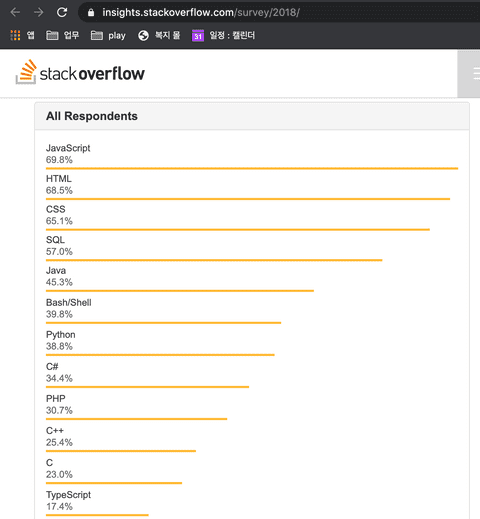 insights.stackoverflow.com/survey/2018/
앱 업무 play 복지 몰 31 일정 : 캘린더
stackoverflow
All Respondents
JavaScript
69.8%
HTML
68.5%
CSS
65.1%
SQL
57.0%
Java
45.3%
Bash/Shell
39.8%
Python
38.8%
C#
34.4%
PHP
30.7%
C++
25.4%
C
23.0%
TypeScript
17.4%